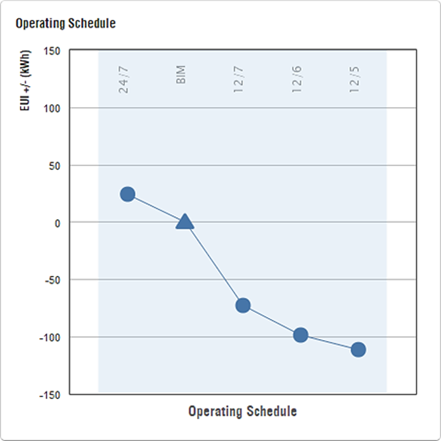 Operating Schedule
EUI +/- (kWh)
150
100
50
0
-50
-100
-150
24/7
BIM
12/7
12/6
12/5
Operating Schedule